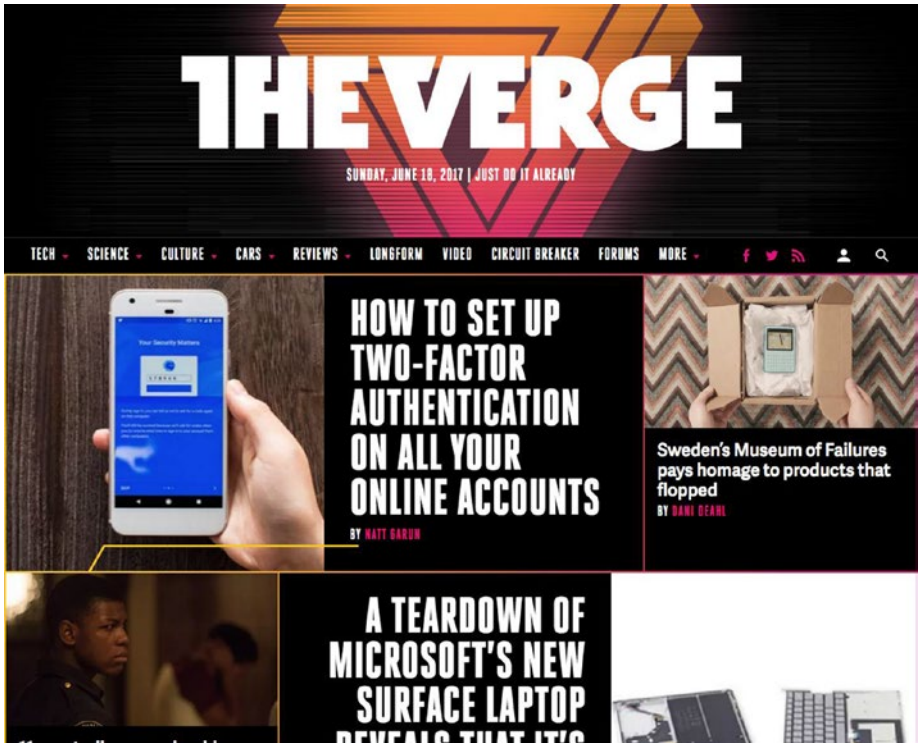 THE VERGE
SUNDAY, JUNE 18, 2017 | JUST DO IT ALREADY
TECH SCIENCE CULTURE CARS REVIEWS LONGFORM VIDEO CIRCUIT BREAKER FORUMS MORE
Your Security Matters
HOW TO SET UP
TWO-FACTOR
AUTHENTICATION
ON ALL YOUR
ONLINE ACCOUNTS
BY NATT GARUN
Sweden's Museum of Failures
pays homage to products that
flopped
BY DANI DEAHL
A TEARDOWN OF
MICROSOFT'S NEW
SURFACE LAPTOP
REVEALS THAT IT'S